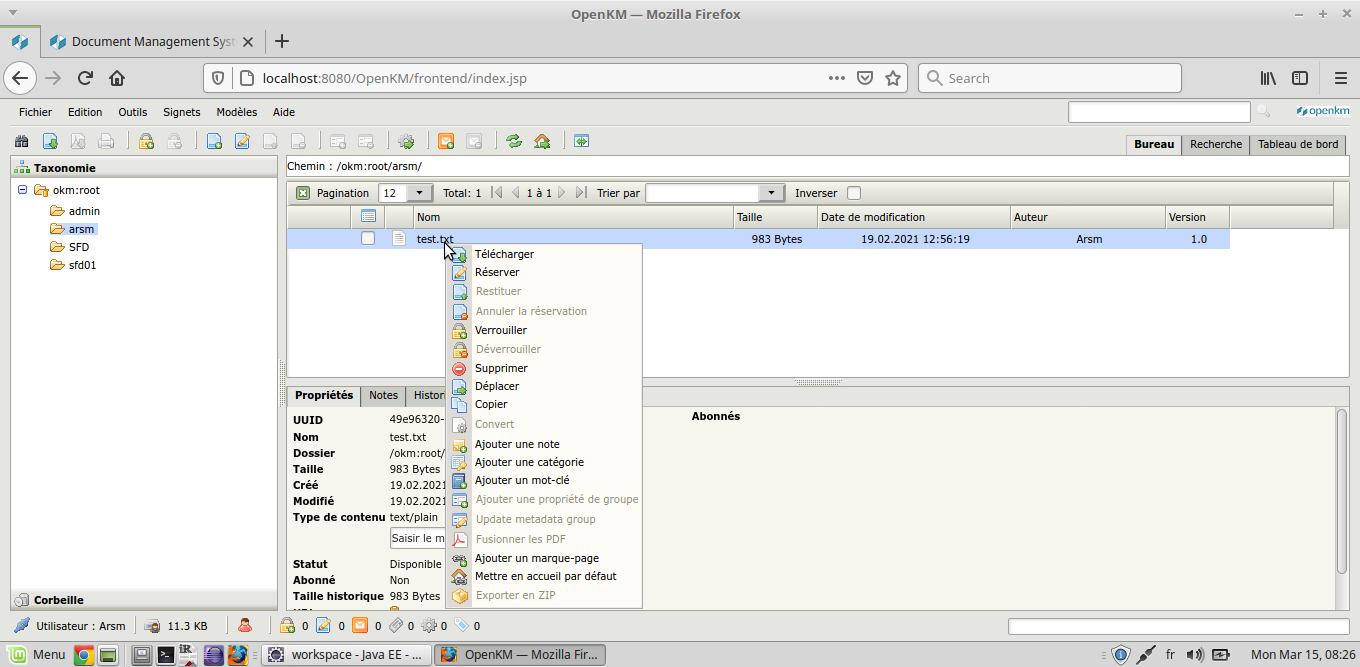 OpenKM — Mozilla Firefox
Document Management Syst
localhost:8080/OpenKM/frontend/index.jsp
Search
Fichier Edition Outils Signets Modèles Aide
openkm
Bureau Recherche Tableau de bord
Taxonomie
Chemin : /okm:root/arsm/
okm:root
admin
arsm
SFD
sfd01
Pagination 12 Total: 1 1 à 1 Trier par Inverser
Nom Taille Date de modification Auteur Version
test.txt 983 Bytes 19.02.2021 12:56:19 Arsm 1.0
Télécharger
Réserver
Restituer
Annuler la réservation
Verrouiller
Déverrouiller
Supprimer
Déplacer
Copier
Convert
Ajouter une note
Ajouter une catégorie
Ajouter un mot-clé
Ajouter une propriété de groupe
Update metadata group
Fusionner les PDF
Ajouter un marque-page
Mettre en accueil par défaut
Exporter en ZIP
Propriétés Notes Histori
UUID 49e96320-
Nom test.txt
Dossier /okm:root/
Taille 983 Bytes
Créé 19.02.2021
Modifié 19.02.2021
Type de contenu text/plain
Saisir le m
Statut Disponible
Abonné Non
Taille historique 983 Bytes
Abonnés
Corbeille
Utilisateur : Arsm 11.3 KB 0 0 0 0 0 0
Menu workspace - Java EE - ... OpenKM — Mozilla Fir... fr Mon Mar 15, 08:26